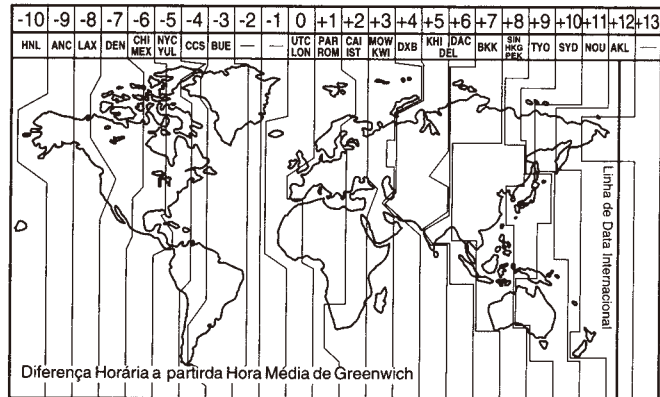 -10 -9 -8 -7 -6 -5 -4 -3 -2 -1 0 +1 +2 +3 +4 +5 +6 +7 +8 +9 +10 +11 +12 +13
HNL ANC LAX DEN CHI MEX NYC YUL CCS BUE — — UTC LON PAR ROM CAI IST MOW KWI DXB KHI DEL DAC BKK SIN HKG PEK TYO SYD NOU AKL —
Linha de Data Internacional
Diferença Horária a partirda Hora Média de Greenwich